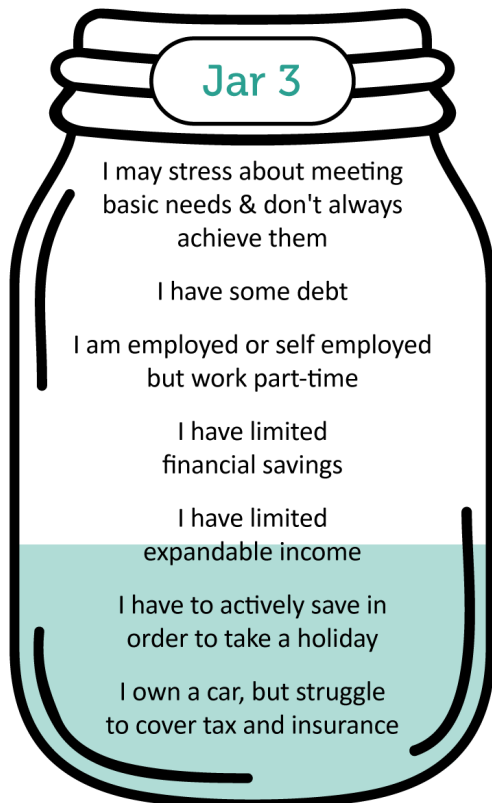 Jar 3
I may stress about meeting
basic needs & don't always
achieve them
I have some debt
I am employed or self employed
but work part-time
I have limited
financial savings
I have limited
expandable income
I have to actively save in
order to take a holiday
I own a car, but struggle
to cover tax and insurance